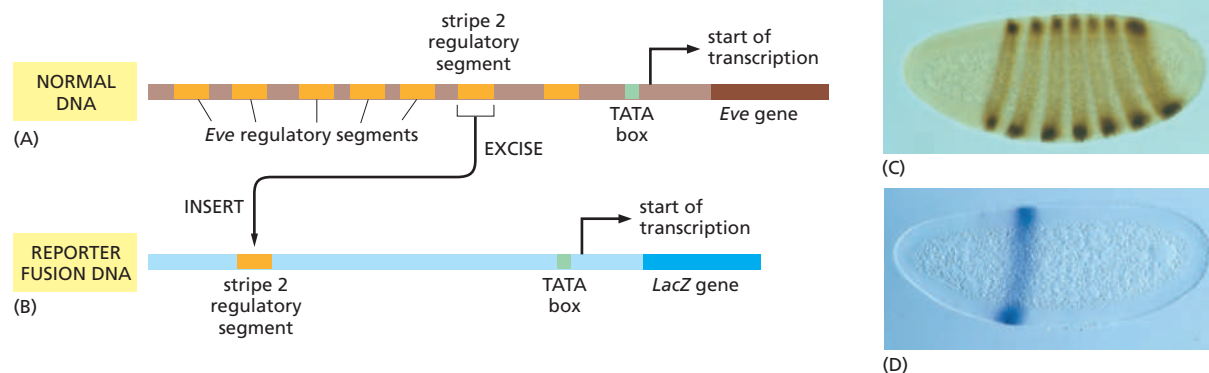 stripe 2
regulatory
segment
start of
transcription
NORMAL
DNA
(A)
Eve regulatory segments
TATA
box
Eve gene
EXCISE
INSERT
start of
transcription
REPORTER
FUSION DNA
(B)
stripe 2
regulatory
segment
TATA
box
LacZ gene
(C)
(D)